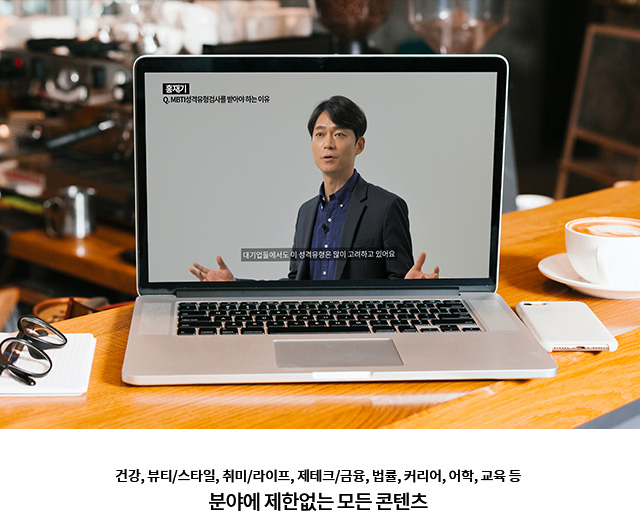 홍재기
Q. MBTI성격유형검사를 받아야 하는 이유
대기업들에서도 이 성격유형은 많이 고려하고 있어요
건강, 뷰티/스타일, 취미/라이프, 제테크/금융, 법률, 커리어, 어학, 교육 등
분야에 제한없는 모든 콘텐츠